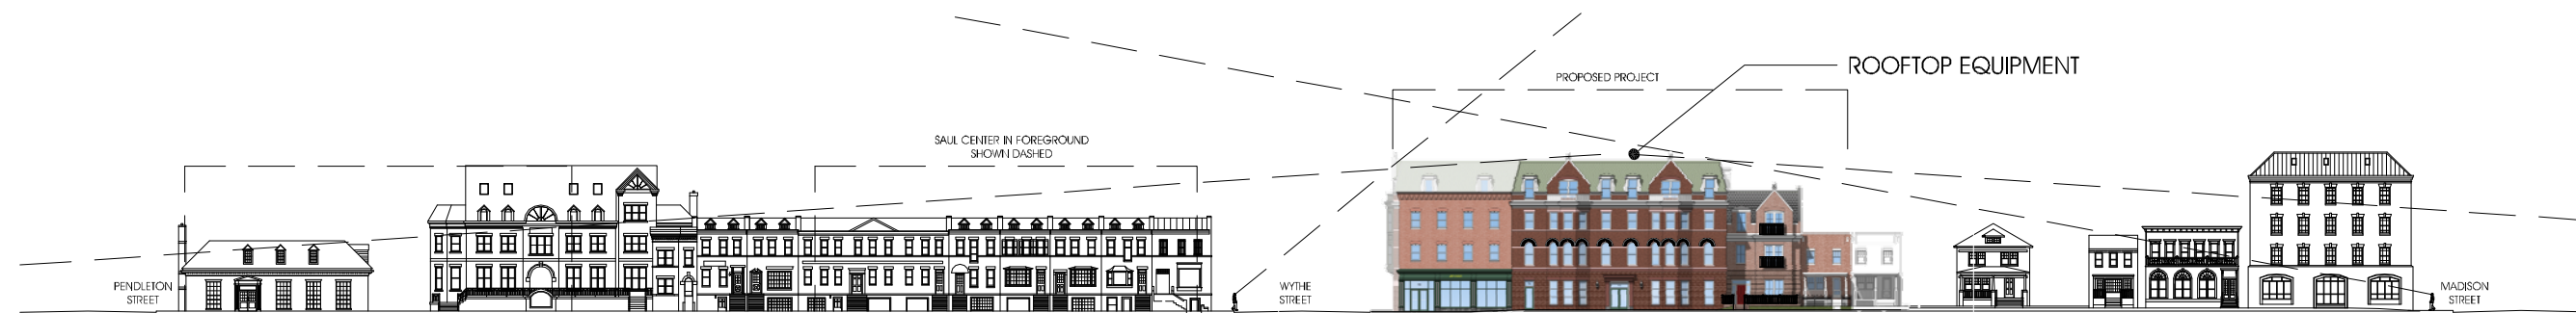 ROOFTOP EQUIPMENT
PROPOSED PROJECT
SAUL CENTER IN FOREGROUND
SHOWN DASHED
PENDLETON
STREET
WYTHE
STREET
MADISON
STREET